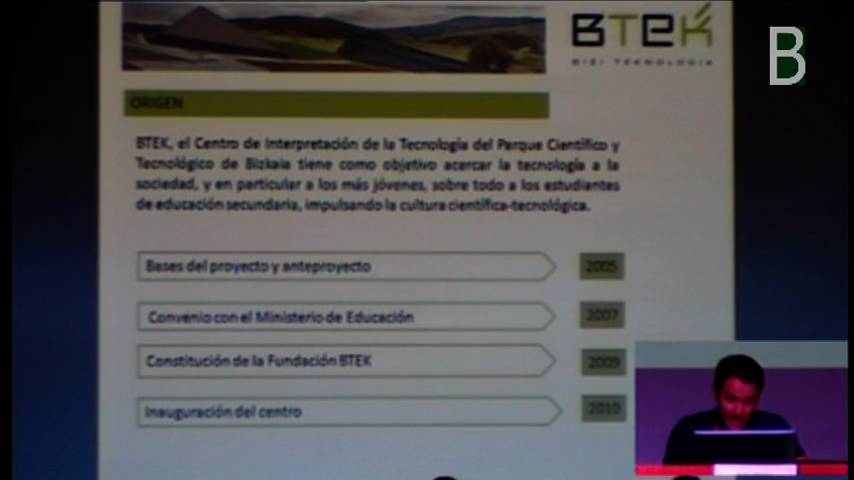 BTEK
BIZI TEKNOLOGIA
B
ORIGEN
BTEK, el Centro de Interpretación de la Tecnología del Parque Científico y
Tecnológico de Bizkaia tiene como objetivo acercar la tecnología a la
sociedad, y en particular a los más jóvenes, sobre todo a los estudiantes
de educación secundaria, impulsando la cultura científica-tecnológica.
Bases del proyecto y anteproyecto 2005
Convenio con el Ministerio de Educación 2007
Constitución de la Fundación BTEK 2009
Inauguración del centro 2010